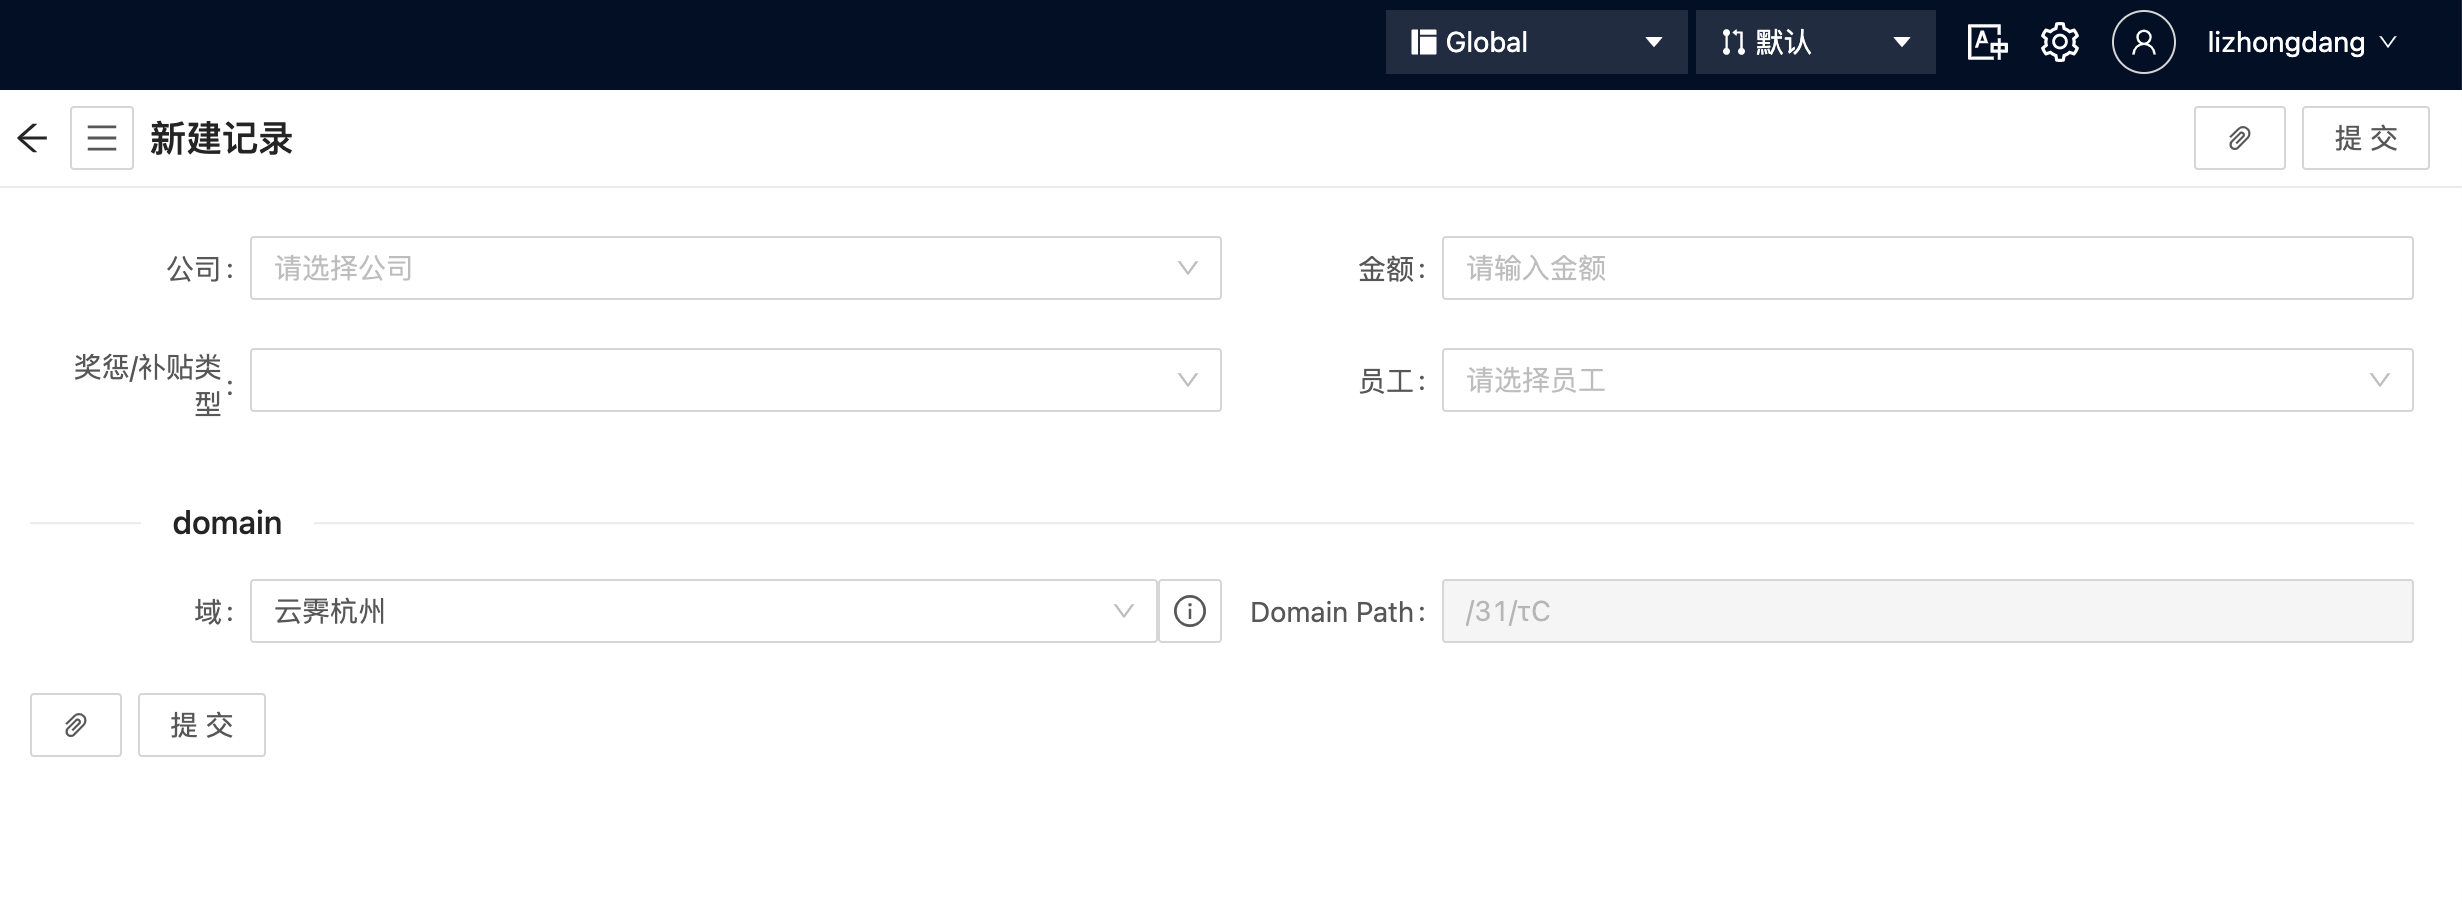 Global
默认
lizhongdang
新建记录
提 交
公司:
请选择公司
金额:
请输入金额
奖惩/补贴类
型:
员工:
请选择员工
domain
域:
云霁杭州
Domain Path:
/31/τC
提 交